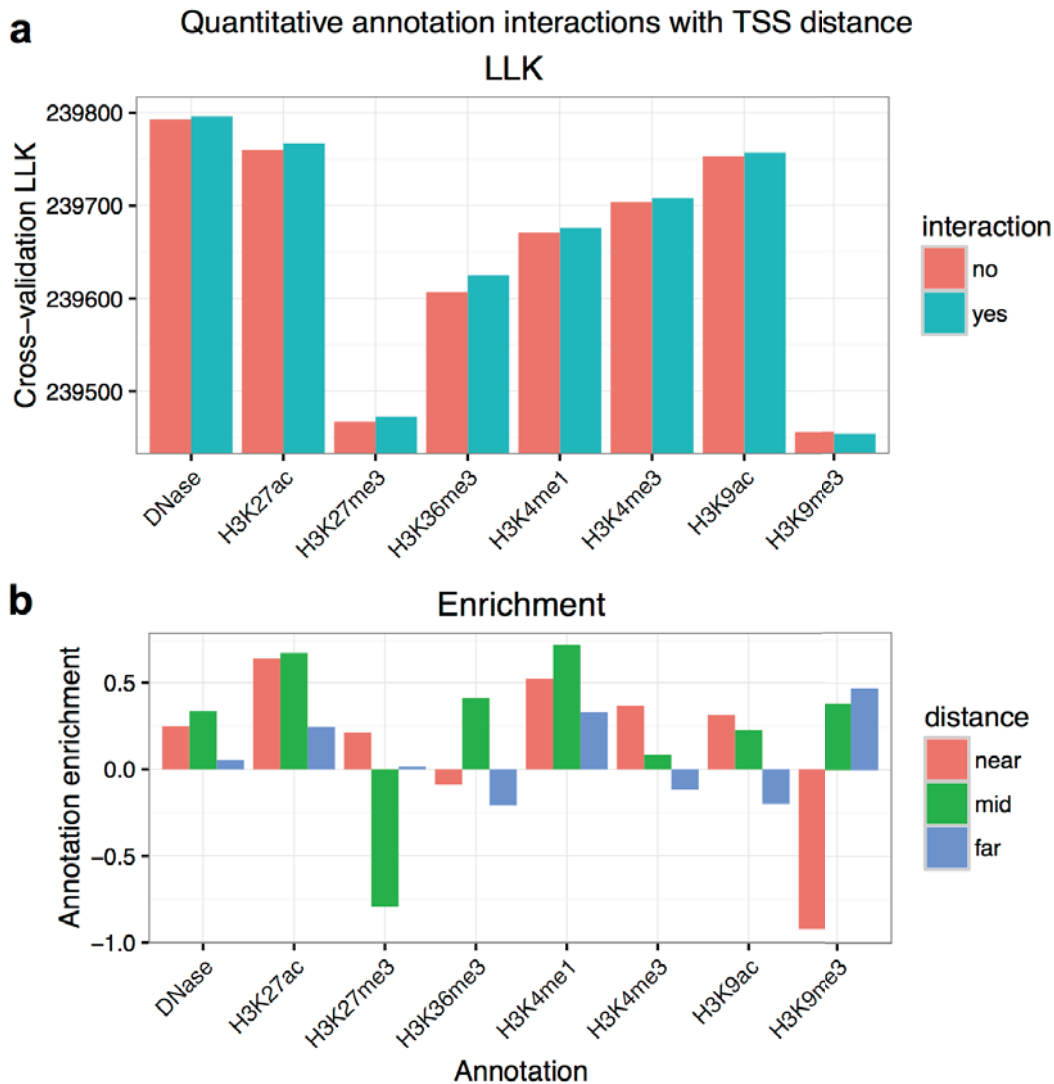 a
Quantitative annotation interactions with TSS distance
LLK
Cross-validation LLK
239800
239700
239600
239500
DNase
H3K27ac
H3K27me3
H3K36me3
H3K4me1
H3K4me3
H3K9ac
H3K9me3
interaction
no
yes
b
Enrichment
Annotation enrichment
0.5
0.0
−0.5
−1.0
DNase
H3K27ac
H3K27me3
H3K36me3
H3K4me1
H3K4me3
H3K9ac
H3K9me3
Annotation
distance
near
mid
far